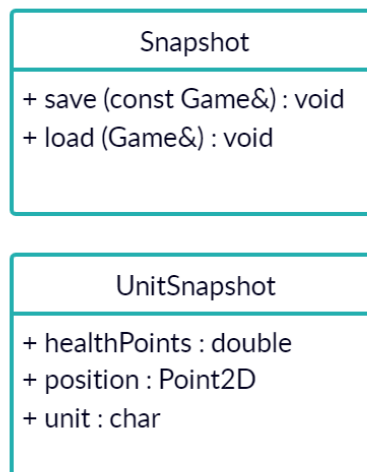 Snapshot
+ save (const Game&) : void
+ load (Game&) : void
UnitSnapshot
+ healthPoints : double
+ position : Point2D
+ unit : char